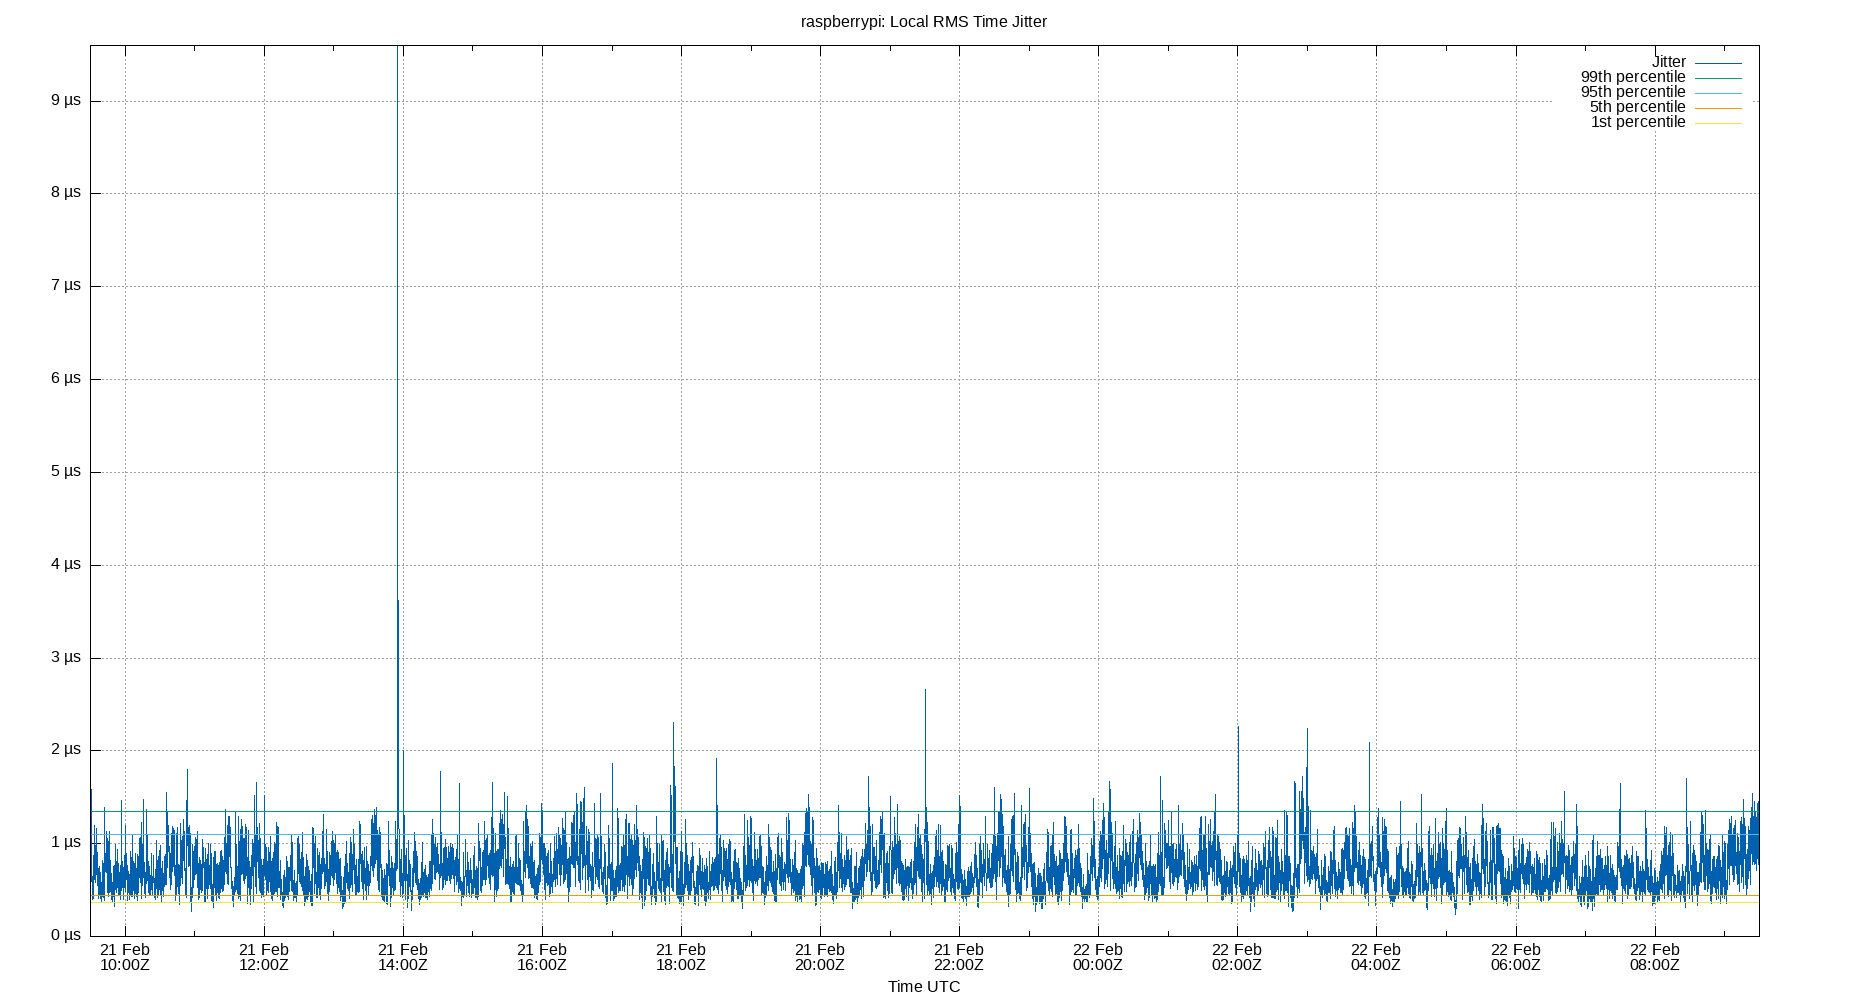 raspberrypi: Local RMS Time Jitter
Jitter
99th percentile
95th percentile
5th percentile
1st percentile
9 µs
8 µs
7 µs
6 µs
5 µs
4 µs
3 µs
2 µs
1 µs
0 µs
21 Feb 21 Feb 21 Feb 21 Feb 21 Feb 21 Feb 21 Feb 22 Feb 22 Feb 22 Feb 22 Feb 22 Feb
10:00Z 12:00Z 14:00Z 16:00Z 18:00Z 20:00Z 22:00Z 00:00Z 02:00Z 04:00Z 06:00Z 08:00Z
Time UTC